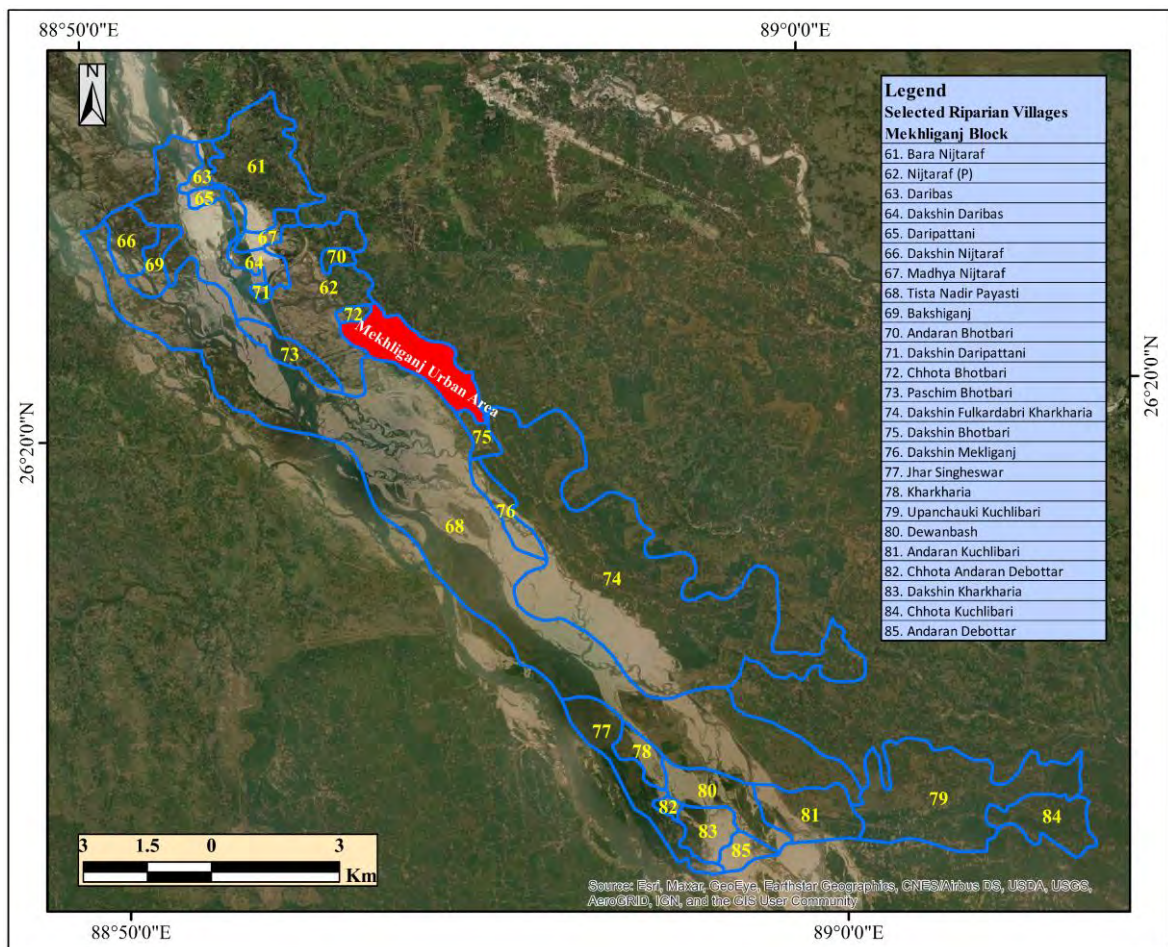 88°50'0"E
89°0'0"E
N
Legend
Selected Riparian Villages
Mekhliganj Block
61. Bara Nijtaraf
62. Nijtaraf (P)
63. Daribas
64. Dakshin Daribas
65. Daripattani
66. Dakshin Nijtaraf
67. Madhya Nijtaraf
68. Tista Nadir Payasti
69. Bakshiganj
70. Andaran Bhotbari
71. Dakshin Daripattani
72. Chhota Bhotbari
73. Paschim Bhotbari
74. Dakshin Fulkardabri Kharkharia
75. Dakshin Bhotbari
76. Dakshin Mekliganj
77. Jhar Singheswar
78. Kharkharia
79. Upanchauki Kuchlibari
80. Dewanbash
81. Andaran Kuchlibari
82. Chhota Andaran Debottar
83. Dakshin Kharkharia
84. Chhota Kuchlibari
85. Andaran Debottar
61
63
65
66
67
69
64
70
71
62
72
Mekhliganj Urban Area
73
26°20'0"N
26°20'0"N
75
76
68
74
77
78
80
79
82
81
83
84
85
3 1.5 0 3
Km
Source: Esri, Maxar, GeoEye, Earthstar Geographics, CNES/Airbus DS, USDA, USGS,
AeroGRID, IGN, and the GIS User Community
88°50'0"E
89°0'0"E